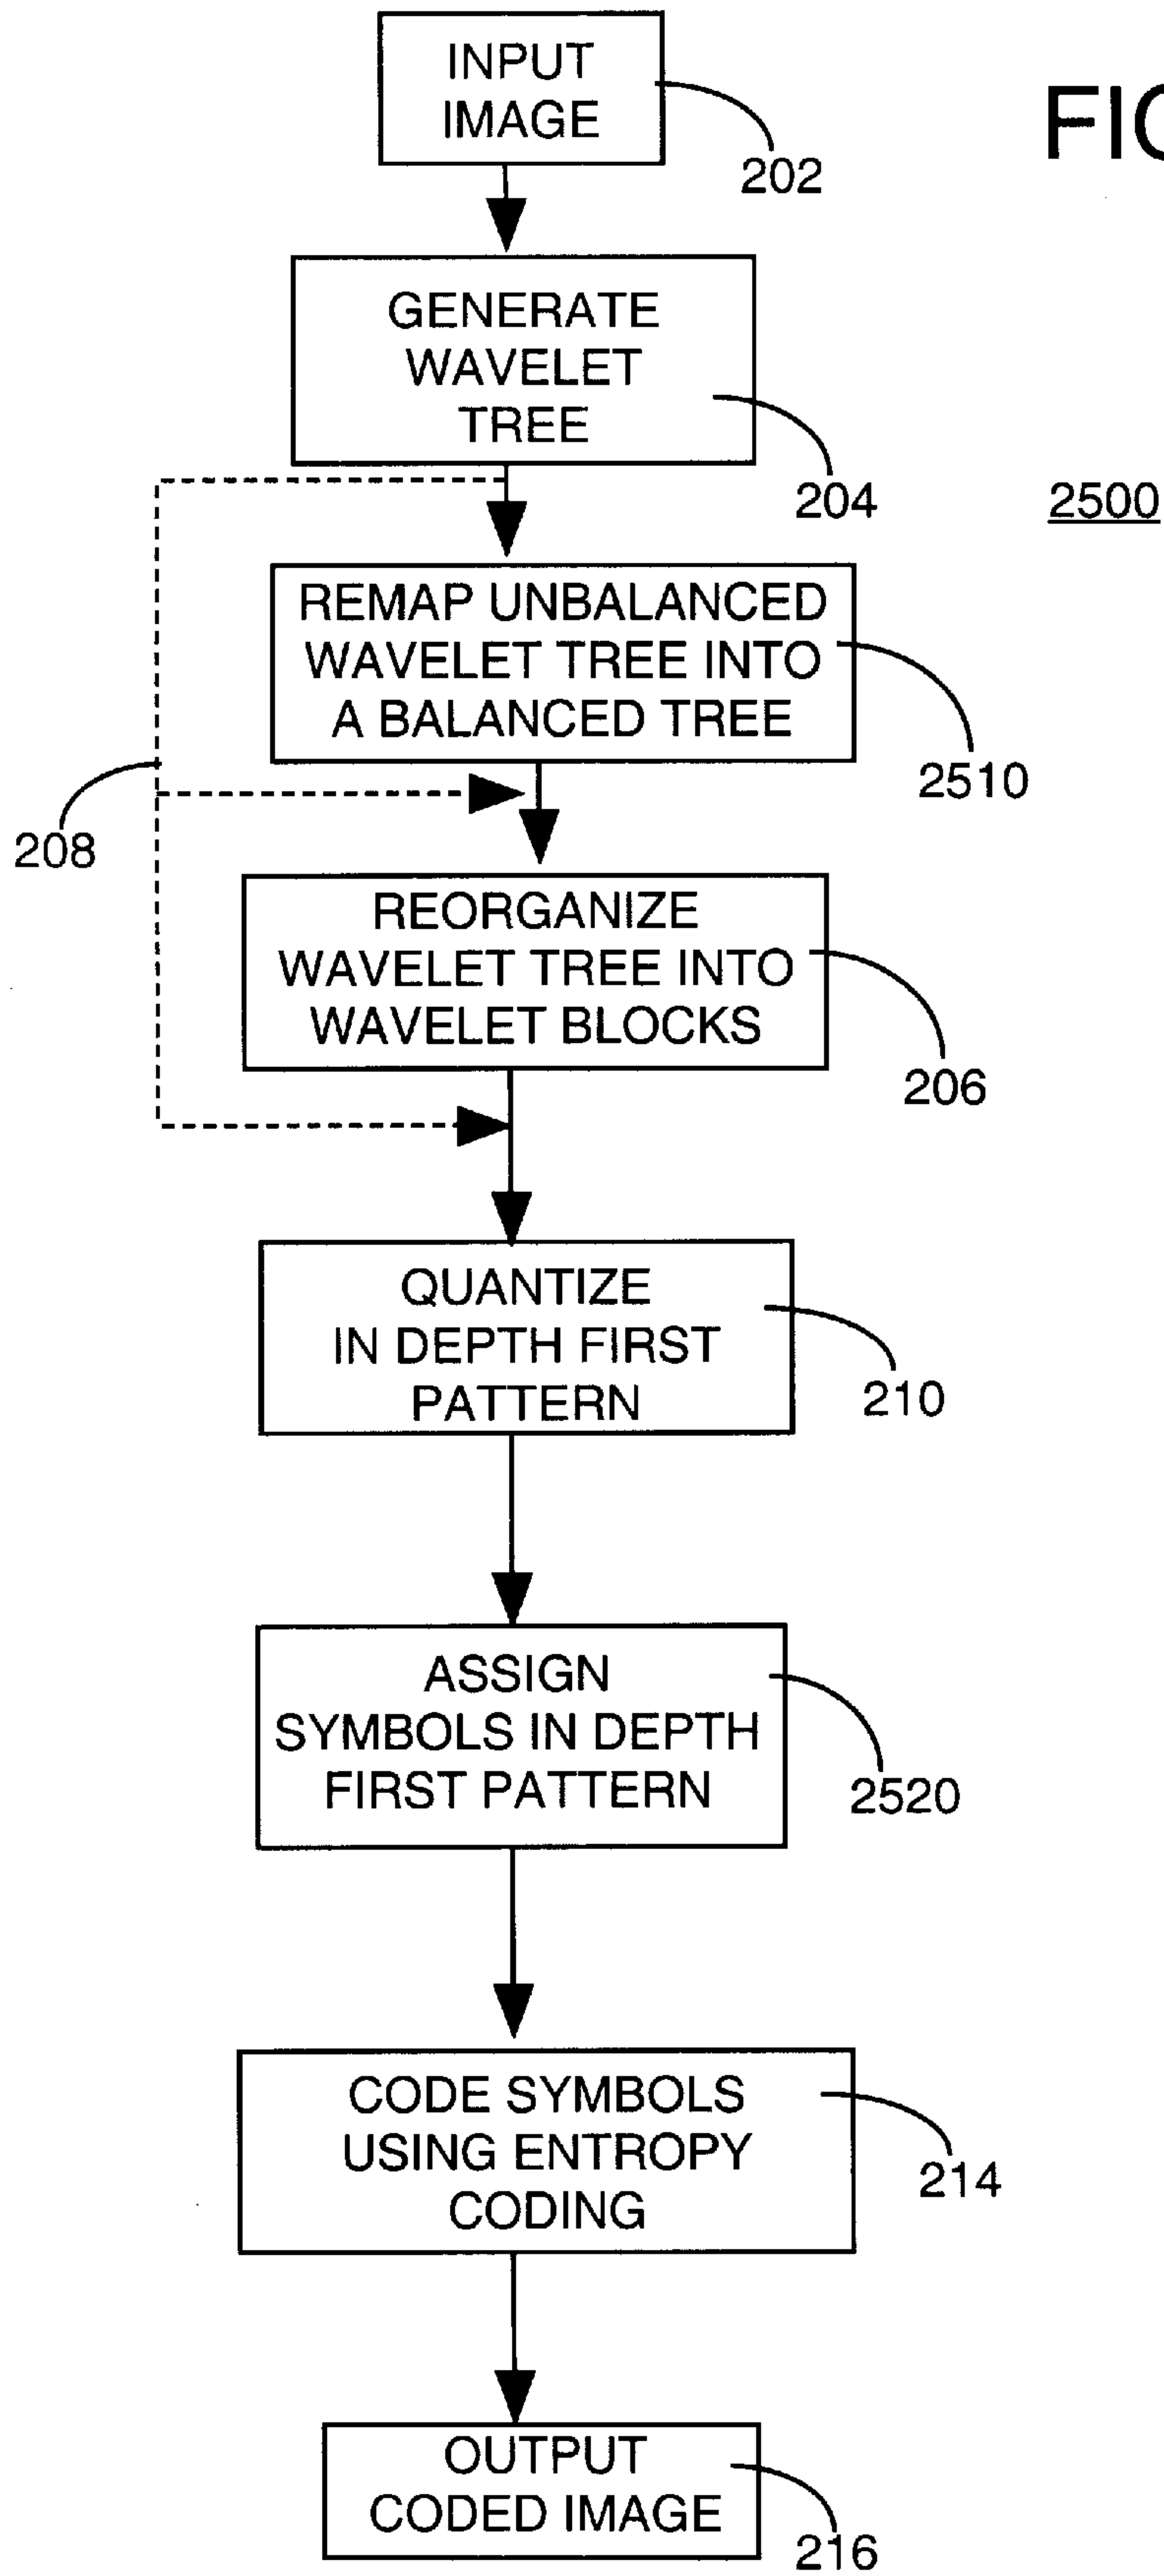 INPUT
IMAGE
202
GENERATE
WAVELET
TREE
204
2500
REMAP UNBALANCED
WAVELET TREE INTO
A BALANCED TREE
2510
208
REORGANIZE
WAVELET TREE INTO
WAVELET BLOCKS
206
QUANTIZE
IN DEPTH FIRST
PATTERN
210
ASSIGN
SYMBOLS IN DEPTH
FIRST PATTERN
2520
CODE SYMBOLS
USING ENTROPY
CODING
214
OUTPUT
CODED IMAGE
216